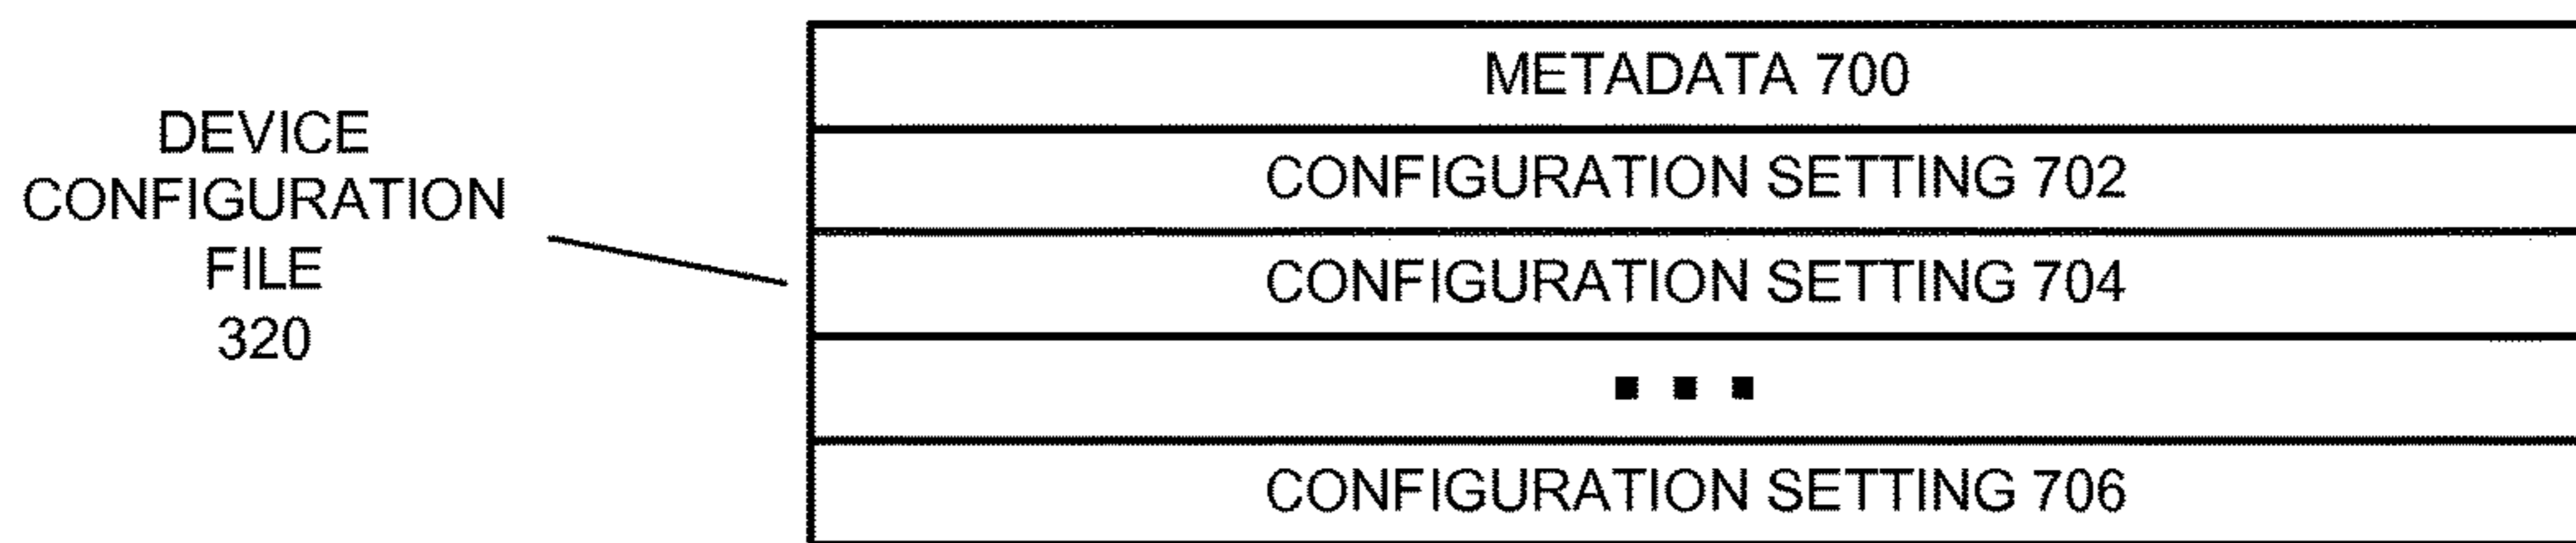 DEVICE
CONFIGURATION
FILE
320
METADATA 700
CONFIGURATION SETTING 702
CONFIGURATION SETTING 704
...
CONFIGURATION SETTING 706